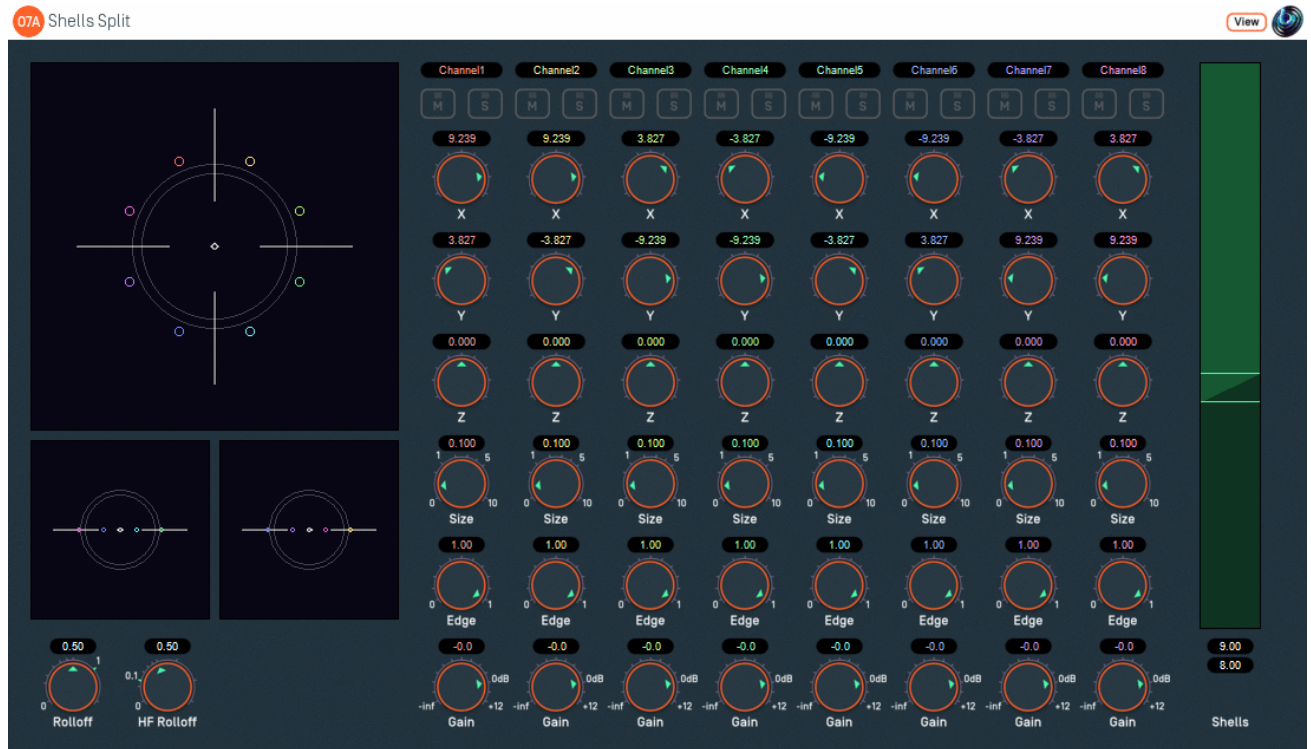 O7A Shells Split View
Channel1 Channel2 Channel3 Channel4 Channel5 Channel6 Channel7 Channel8
M S M S M S M S M S M S M S M S
9.239 9.239 3.827 -3.827 -9.239 -9.239 -3.827 3.827
X X X X X X X X
3.827 -3.827 -9.239 -9.239 -3.827 3.827 9.239 9.239
Y Y Y Y Y Y Y Y
0.000 0.000 0.000 0.000 0.000 0.000 0.000 0.000
Z Z Z Z Z Z Z Z
0.100 0.100 0.100 0.100 0.100 0.100 0.100 0.100
1 5 1 5 1 5 1 5 1 5 1 5 1 5 1 5
0 10 0 10 0 10 0 10 0 10 0 10 0 10 0 10
Size Size Size Size Size Size Size Size
1.00 1.00 1.00 1.00 1.00 1.00 1.00 1.00
0 1 0 1 0 1 0 1 0 1 0 1 0 1 0 1
Edge Edge Edge Edge Edge Edge Edge Edge
0.50 0.50 -0.0 -0.0 -0.0 -0.0 -0.0 -0.0 -0.0 -0.0 9.00
8.00
1 0.1 0dB 0dB 0dB 0dB 0dB 0dB 0dB 0dB
0 0 -inf +12 -inf +12 -inf +12 -inf +12 -inf +12 -inf +12 -inf +12 -inf +12
Rolloff HF Rolloff Gain Gain Gain Gain Gain Gain Gain Gain Shells